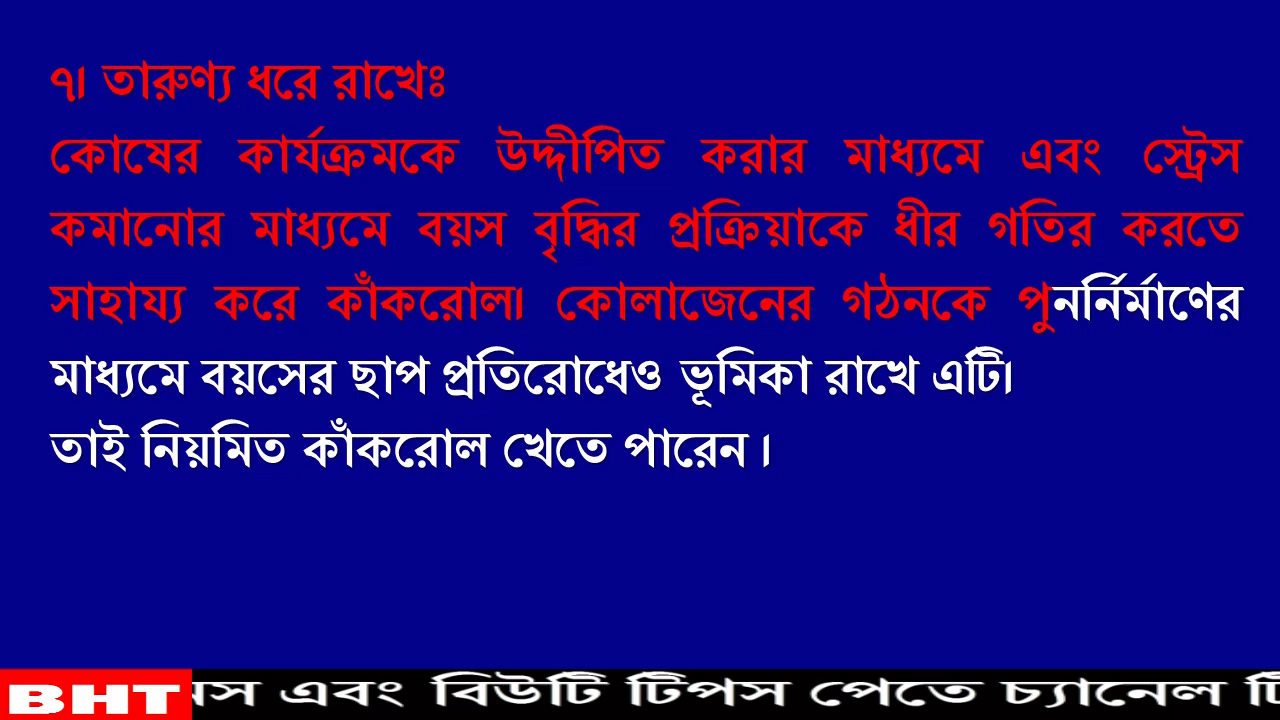 ৭। তারুণ্য ধরে রাখেঃ
কোষের কার্যক্রমকে উদ্দীপিত করার মাধ্যমে এবং স্ট্রেস
কমানোর মাধ্যমে বয়স বৃদ্ধির প্রক্রিয়াকে ধীর গতির করতে
সাহায্য করে কাঁকরোল। কোলাজেনের গঠনকে পুনর্নির্মাণের
মাধ্যমে বয়সের ছাপ প্রতিরোধেও ভূমিকা রাখে এটি।
তাই নিয়মিত কাঁকরোল খেতে পারেন।
BHT এবং বিউটি টিপস পেতে চ্যানেল